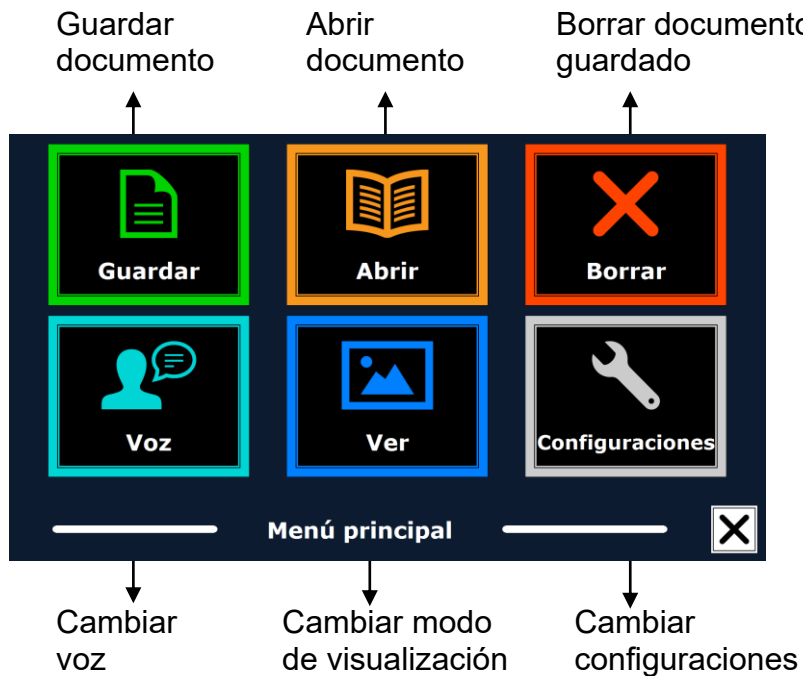 Guardar
documento
Abrir
documento
Borrar documento
guardado
Guardar
Abrir
Borrar
Voz
Ver
Configuraciones
Menú principal
Cambiar
voz
Cambiar modo
de visualización
Cambiar
configuraciones